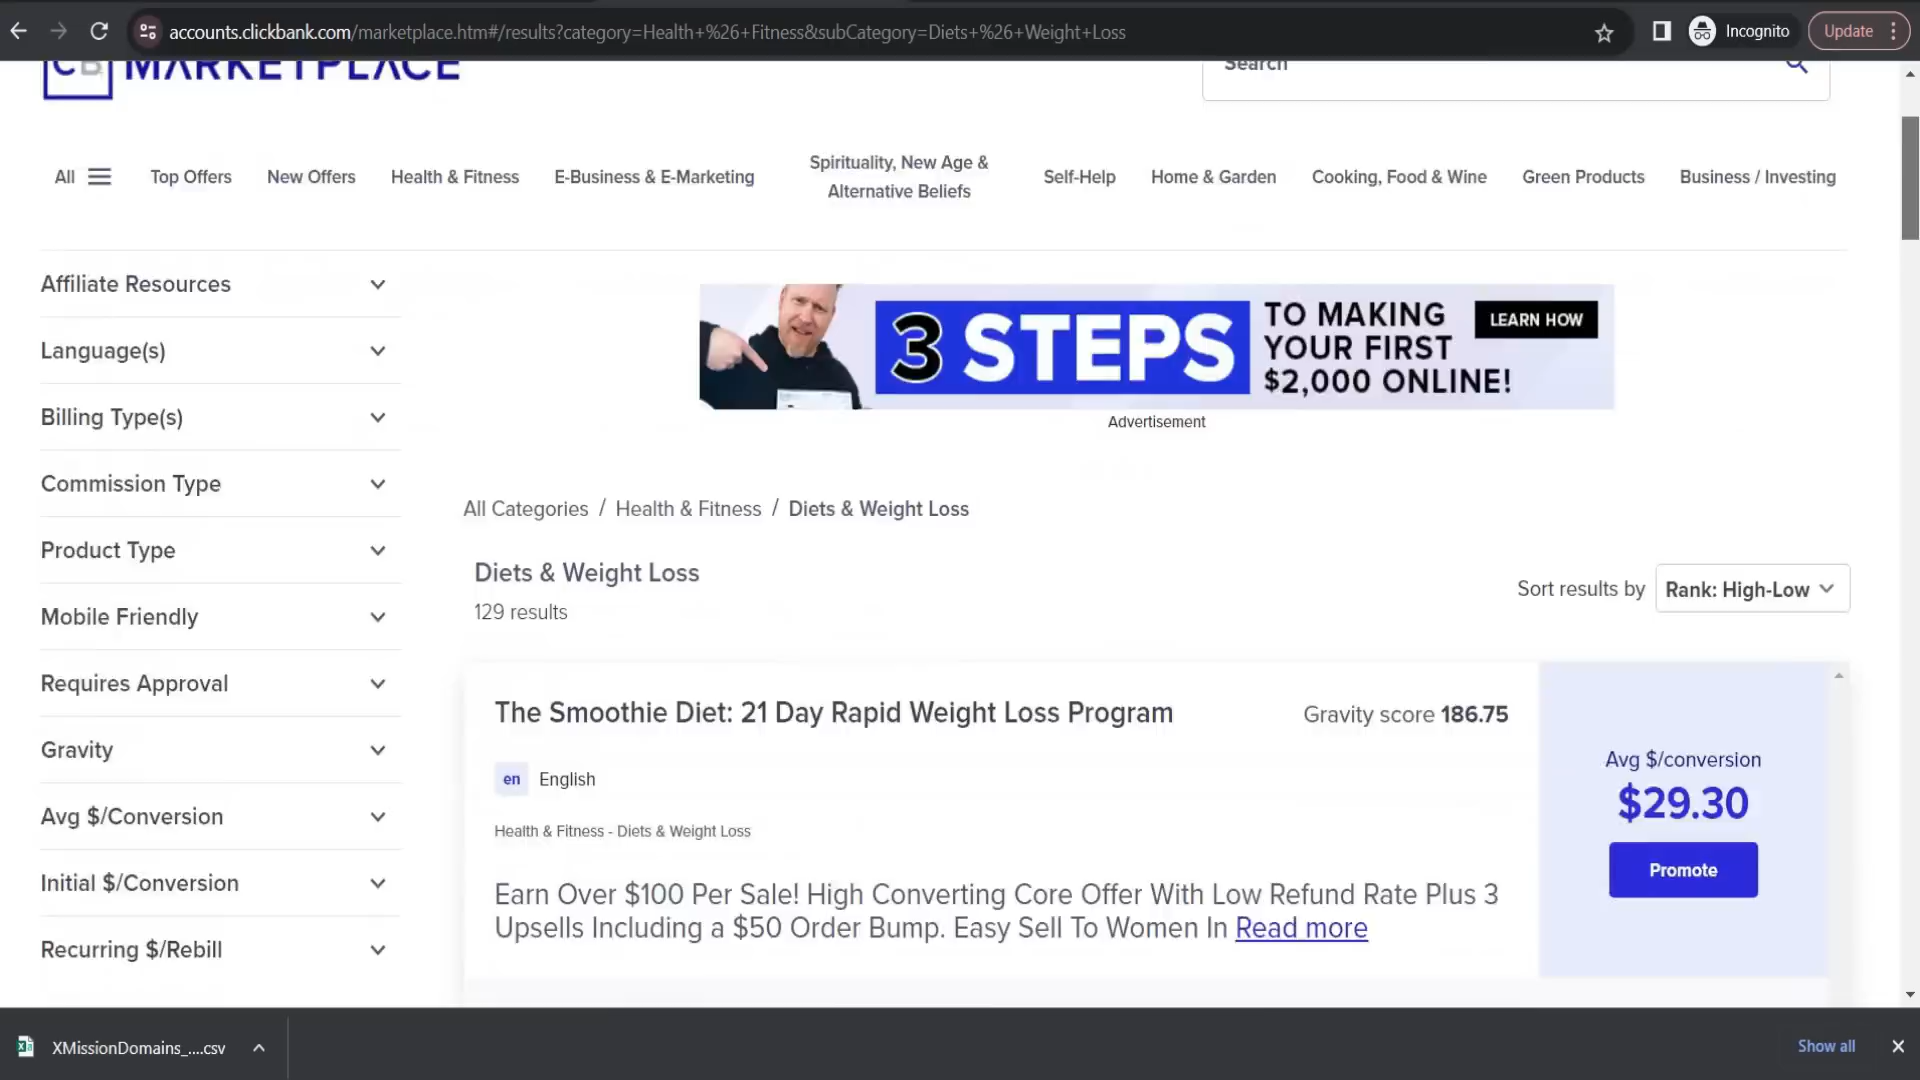 accounts.clickbank.com/marketplace.htm#/results?category=Health+%26+Fitness&subCategory=Diets+%26+Weight+Loss
Incognito
Update
CB MARKETPLACE
Search
All
Top Offers
New Offers
Health & Fitness
E-Business & E-Marketing
Spirituality, New Age &
Alternative Beliefs
Self-Help
Home & Garden
Cooking, Food & Wine
Green Products
Business / Investing
Affiliate Resources
Language(s)
Billing Type(s)
Commission Type
Product Type
Mobile Friendly
Requires Approval
Gravity
Avg $/Conversion
Initial $/Conversion
Recurring $/Rebill
3 STEPS
TO MAKING
YOUR FIRST
$2,000 ONLINE!
LEARN HOW
Advertisement
All Categories / Health & Fitness / Diets & Weight Loss
Diets & Weight Loss
129 results
Sort results by
Rank: High-Low
The Smoothie Diet: 21 Day Rapid Weight Loss Program
Gravity score 186.75
en English
Health & Fitness - Diets & Weight Loss
Earn Over $100 Per Sale! High Converting Core Offer With Low Refund Rate Plus 3
Upsells Including a $50 Order Bump. Easy Sell To Women In Read more
Avg $/conversion
$29.30
Promote
XMissionDomains_....csv
Show all